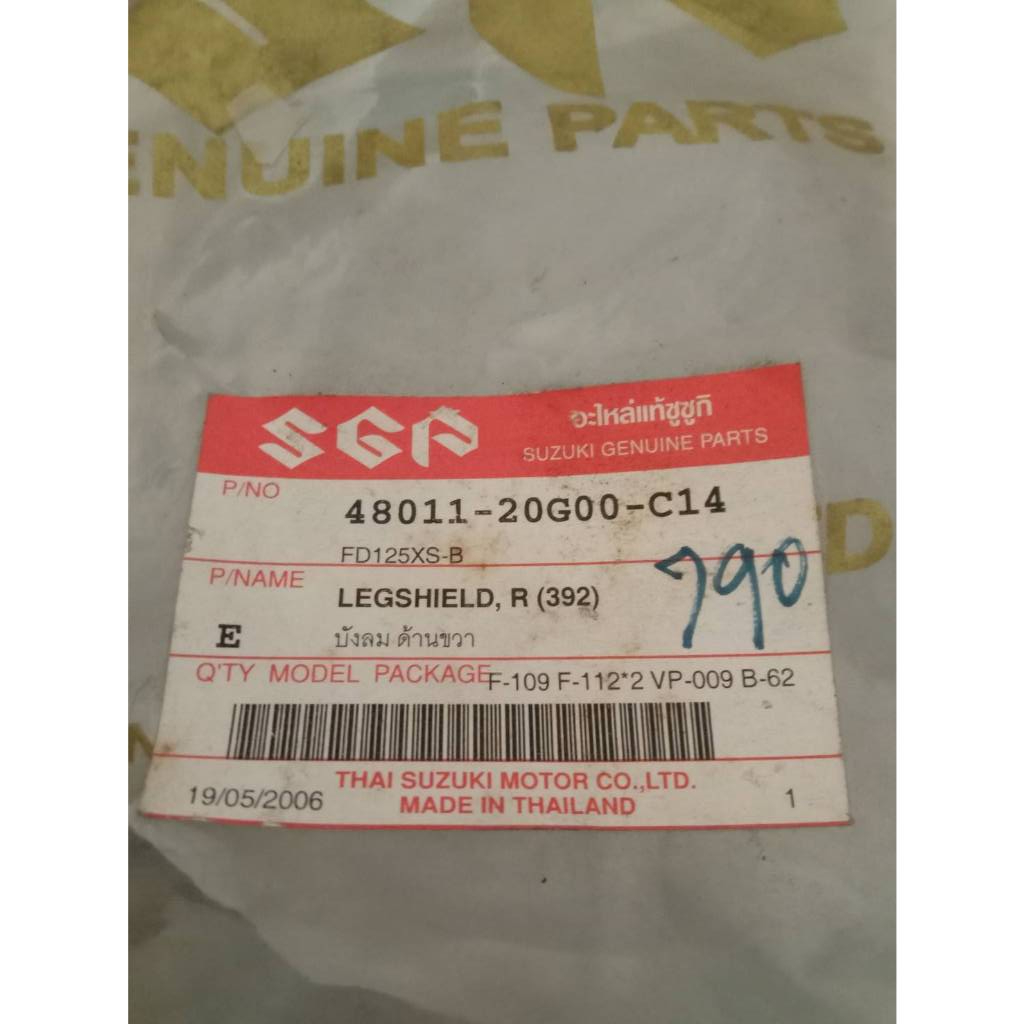 GENUINE PARTS
SGP
อะไหล่แท้ซูซูกิ
SUZUKI GENUINE PARTS
P/NO
48011-20G00-C14
FD125XS-B
P/NAME
LEGSHIELD, R (392)
790
E
บังลม ด้านขวา
Q'TY MODEL PACKAGE
F-109 F-112*2 VP-009 B-62
THAI SUZUKI MOTOR CO.,LTD.
19/05/2006
MADE IN THAILAND
1